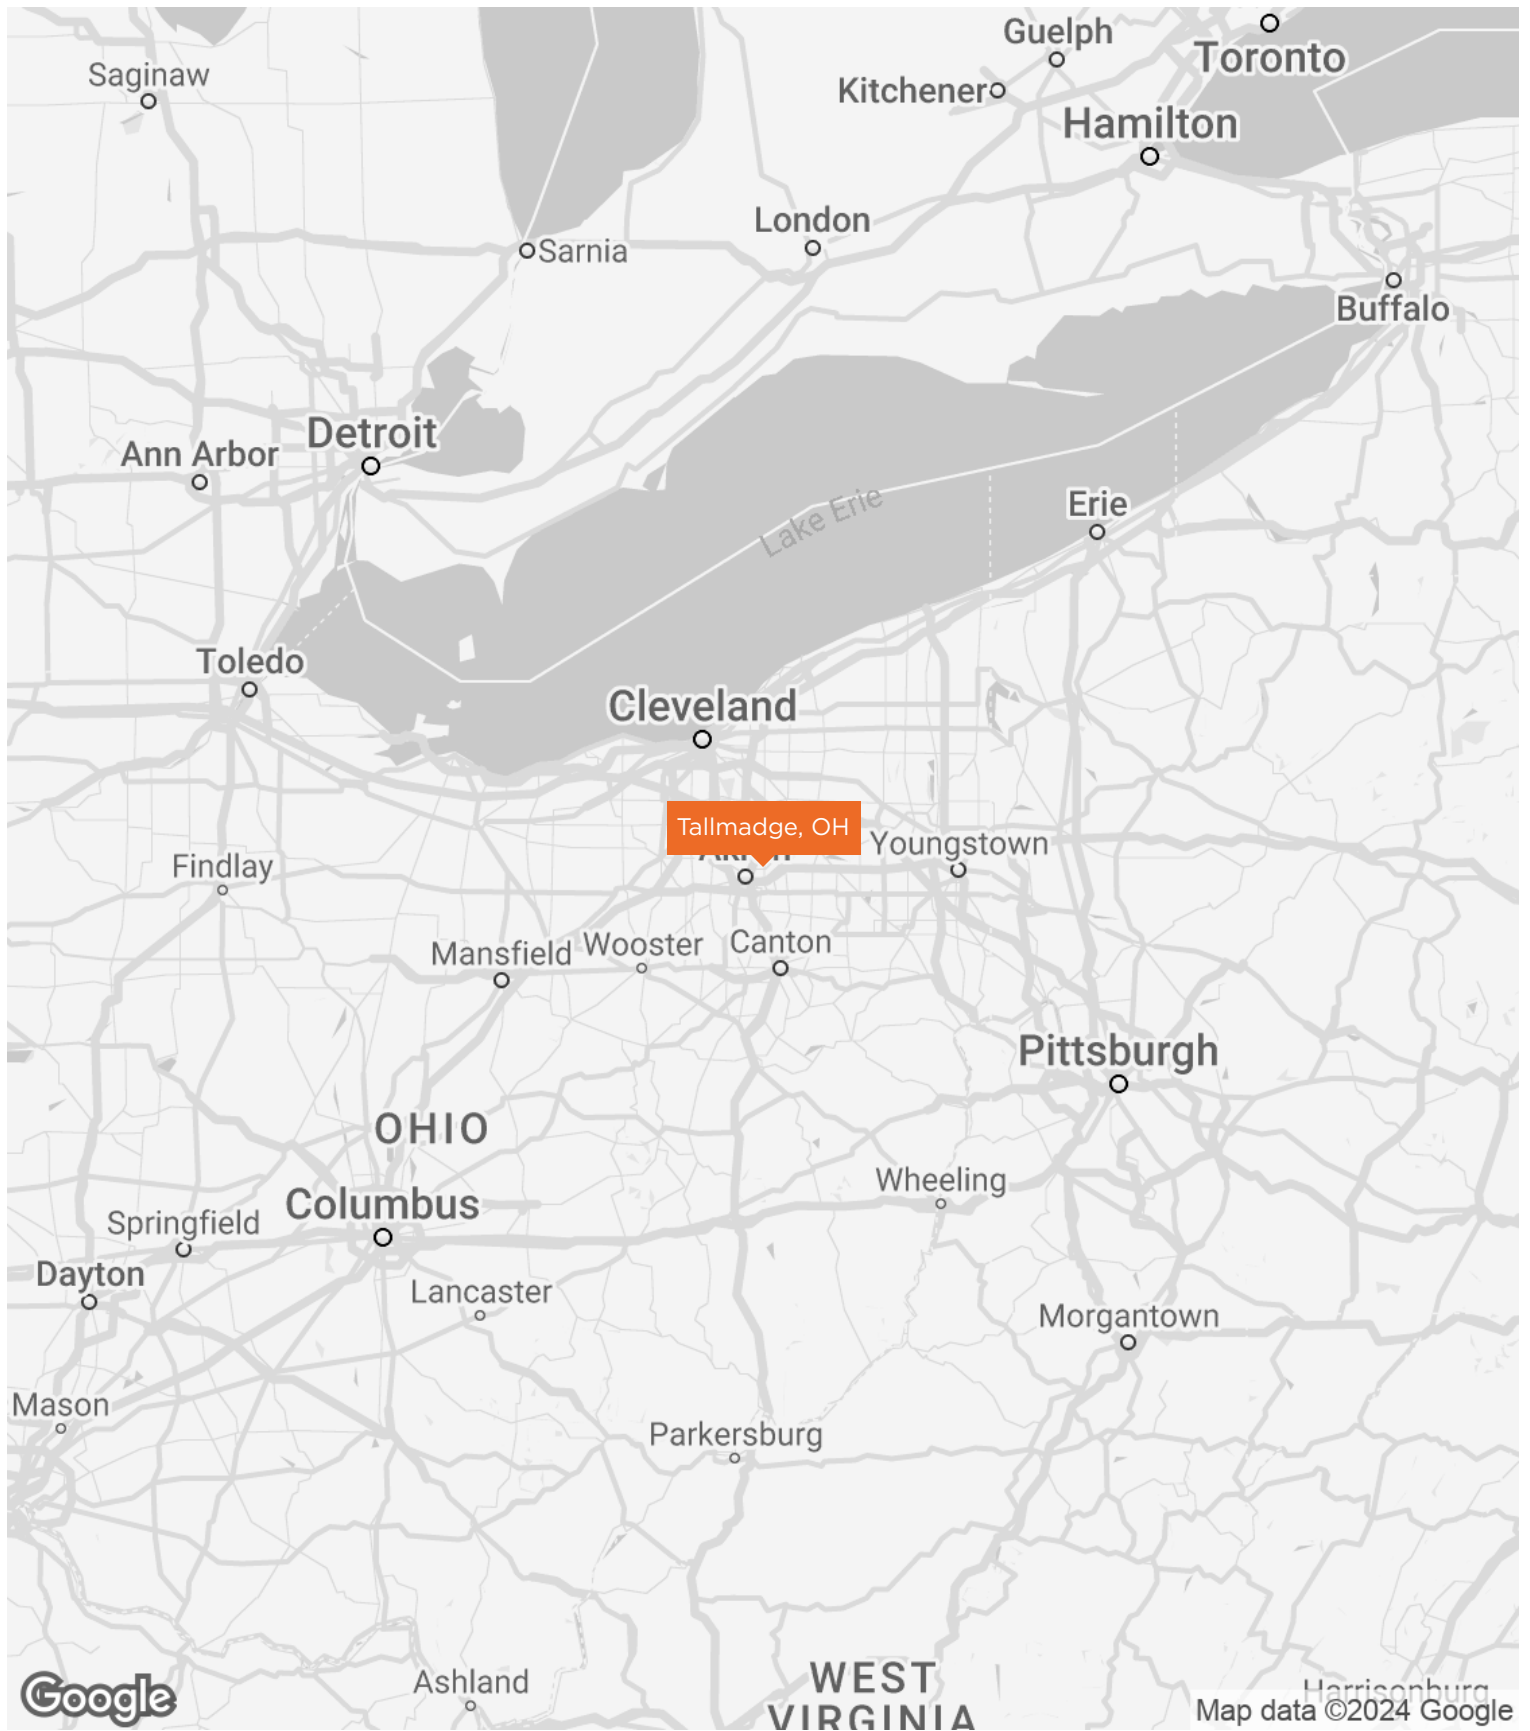 Guelph
Toronto
Saginaw
Kitchener
Hamilton
London
Sarnia
Buffalo
Detroit
Ann Arbor
Lake Erie
Erie
Toledo
Cleveland
Tallmadge, OH
Youngstown
Findlay
Mansfield
Wooster
Canton
Pittsburgh
OHIO
Wheeling
Columbus
Springfield
Dayton
Lancaster
Morgantown
Mason
Parkersburg
WEST
VIRGINIA
Ashland
Harrisonburg
Google
Map data ©2024 Google